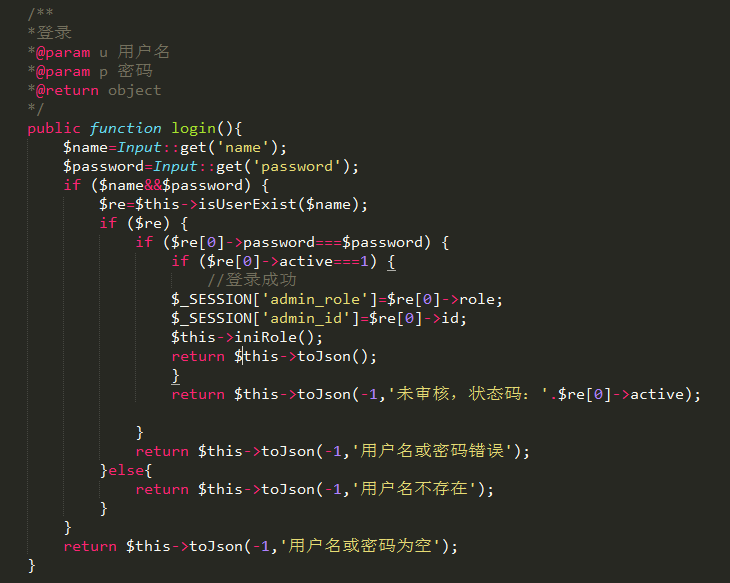 /**
*登录
*@param u 用户名
*@param p 密码
*@return object
*/
public function login(){
    $name=Input::get('name');
    $password=Input::get('password');
    if ($name&&$password) {
        $re=$this->isUserExist($name);
        if ($re) {
            if ($re[0]->password===$password) {
                if ($re[0]->active===1) {
                    //登录成功
                $_SESSION['admin_role']=$re[0]->role;
                $_SESSION['admin_id']=$re[0]->id;
                $this->iniRole();
                return $this->toJson();
                }
                return $this->toJson(-1,'未审核，状态码：'.$re[0]->active);
            }
            return $this->toJson(-1,'用户名或密码错误');
        }else{
            return $this->toJson(-1,'用户名不存在');
        }
    }
    return $this->toJson(-1,'用户名或密码为空');
}